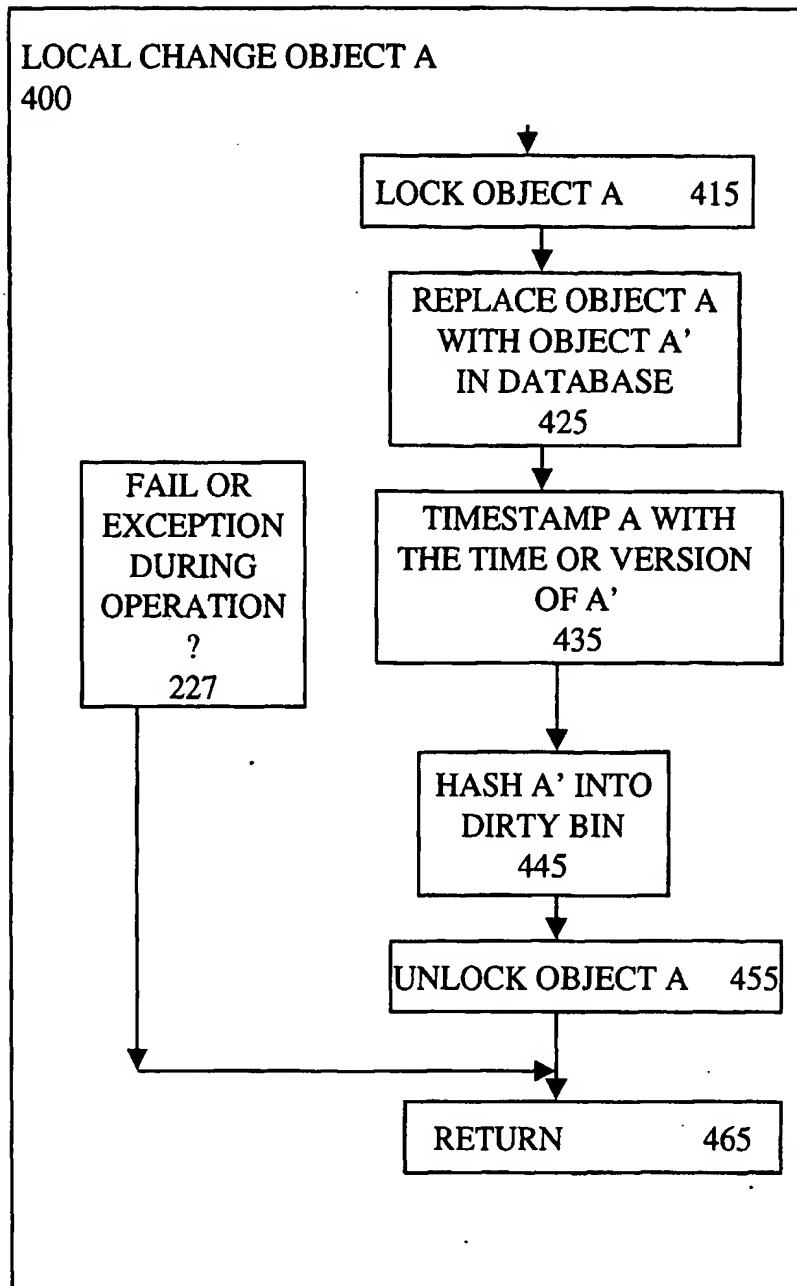 LOCAL CHANGE OBJECT A
400
LOCK OBJECT A 415
REPLACE OBJECT A
WITH OBJECT A'
IN DATABASE
425
FAIL OR
EXCEPTION
DURING
OPERATION
?
227
TIMESTAMP A WITH
THE TIME OR VERSION
OF A'
435
HASH A' INTO
DIRTY BIN
445
UNLOCK OBJECT A 455
RETURN 465